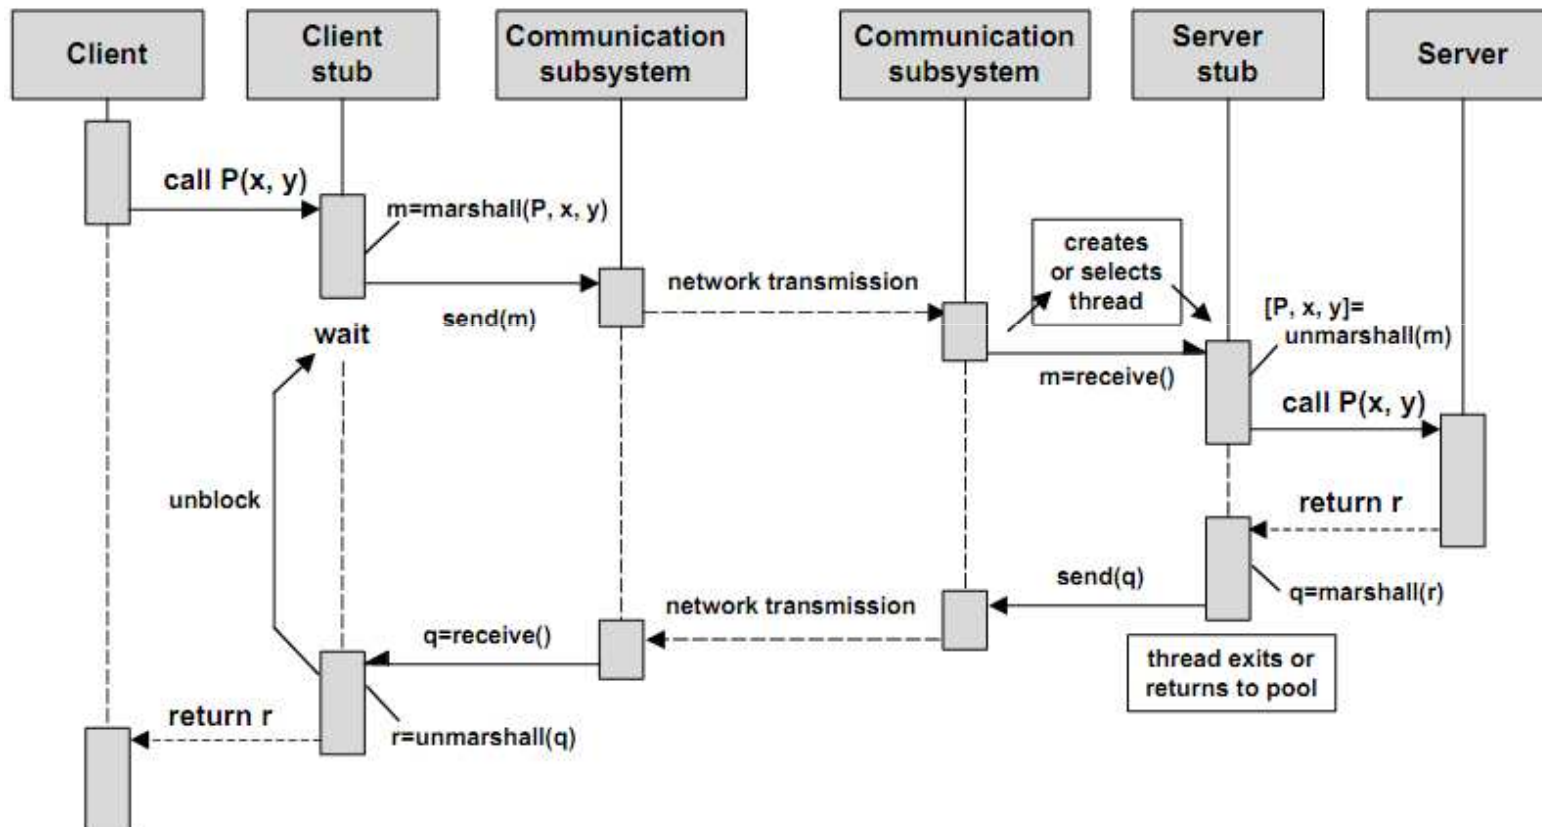 Client
Client
stub
Communication
subsystem
Communication
subsystem
Server
stub
Server
call P(x, y)
m=marshall(P, x, y)
send(m)
network transmission
creates
or selects
thread
m=receive()
[P, x, y]=
unmarshall(m)
call P(x, y)
wait
unblock
return r
q=marshall(r)
send(q)
thread exits or
returns to pool
network transmission
q=receive()
r=unmarshall(q)
return r